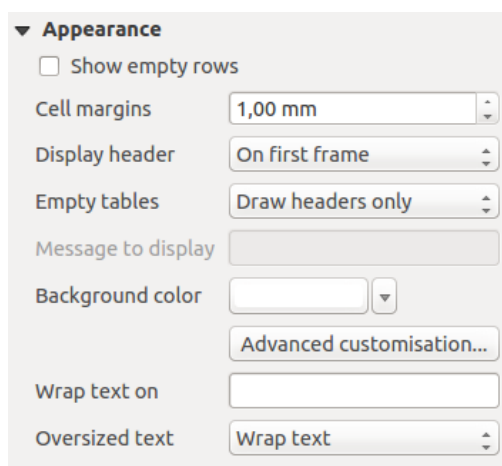 Appearance
Show empty rows
Cell margins 1,00 mm
Display header On first frame
Empty tables Draw headers only
Message to display
Background color
Advanced customisation...
Wrap text on
Oversized text Wrap text